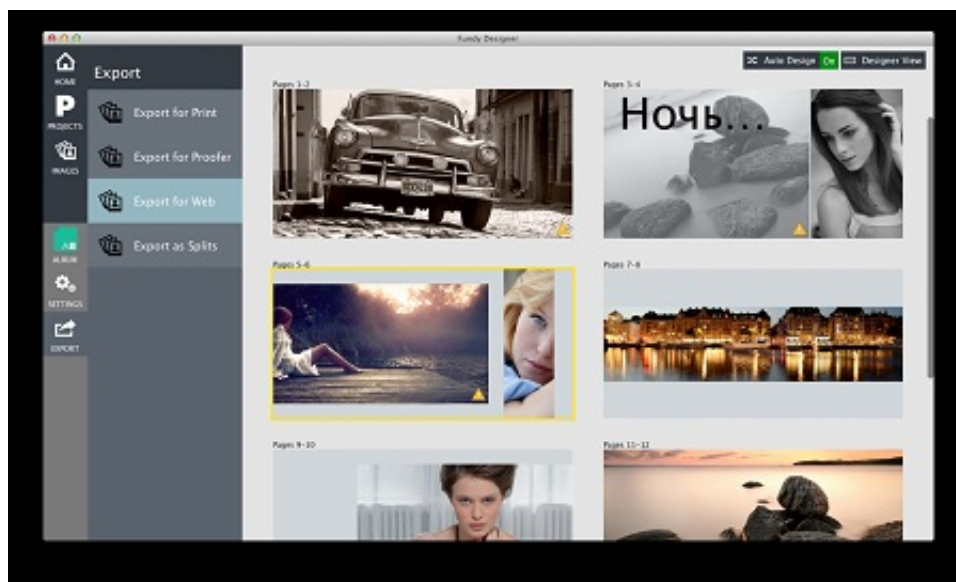 Fundy Designer
Auto Design On Designer View
HOME
PROJECTS
IMAGES
ALBUM
SETTINGS
EXPORT
Export
Export for Print
Export for Proofer
Export for Web
Export as Splits
Pages 1-2
Pages 3-4
Ночь...
Pages 5-6
Pages 7-8
Pages 9-10
Pages 11-12